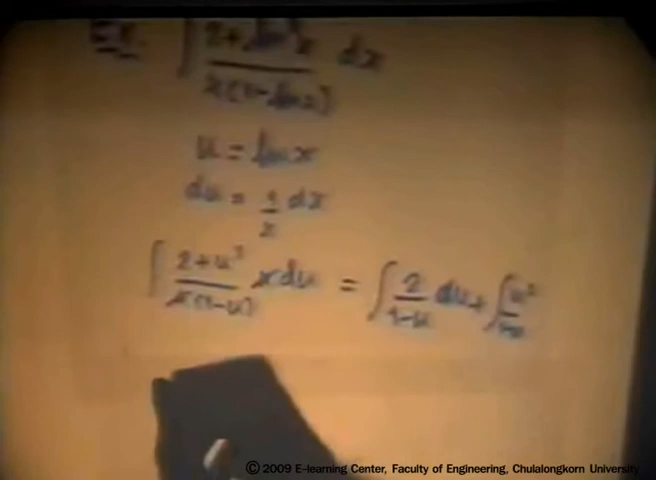 Ex. ∫ (2 + ln² x) / (x(1 - ln x)) dx
u = ln x
du = 1/x dx
∫ (2 + u²) / (x(1-u)) x du = ∫ 2/(1-u) du + ∫ u²/(1-u)
© 2009 E-learning Center, Faculty of Engineering, Chulalongkorn University